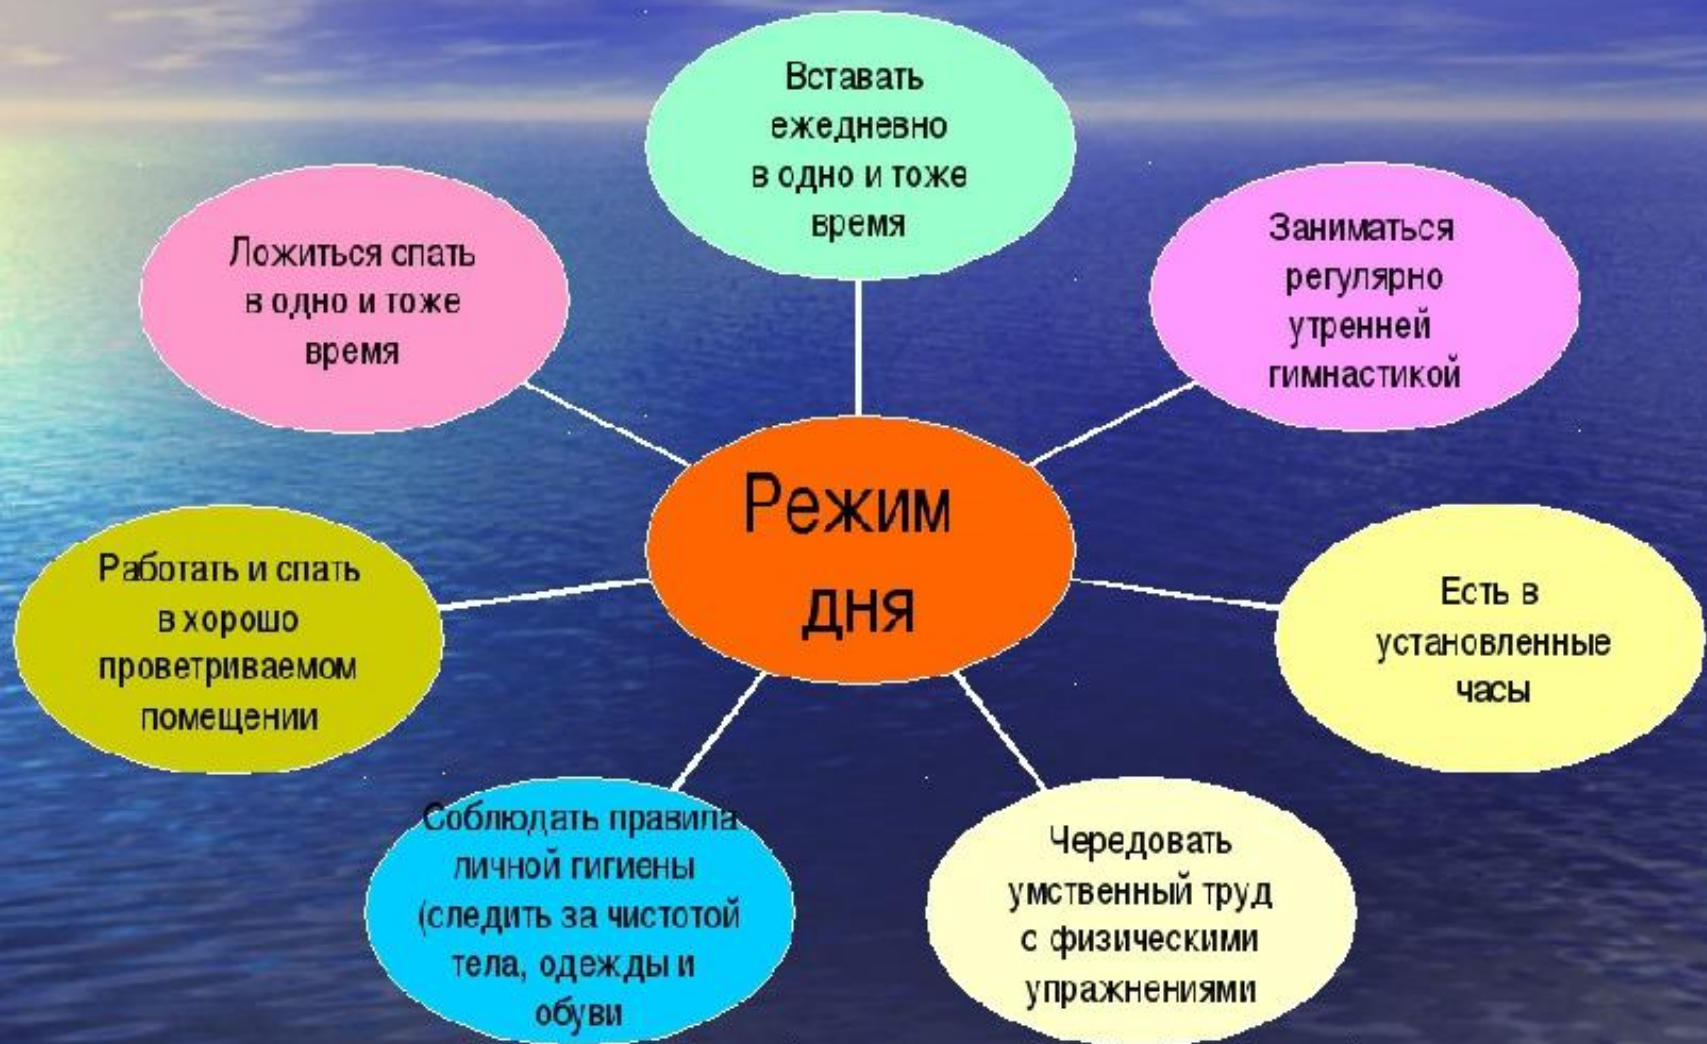 Вставать
ежедневно
в одно и тоже
время
Заниматься
регулярно
утренней
гимнастикой
Ложиться спать
в одно и тоже
время
Режим
дня
Есть в
установленные
часы
Работать и спать
в хорошо
проветриваемом
помещении
Чередовать
умственный труд
с физическими
упражнениями
Соблюдать правила
личной гигиены
(следить за чистотой
тела, одежды и
обуви